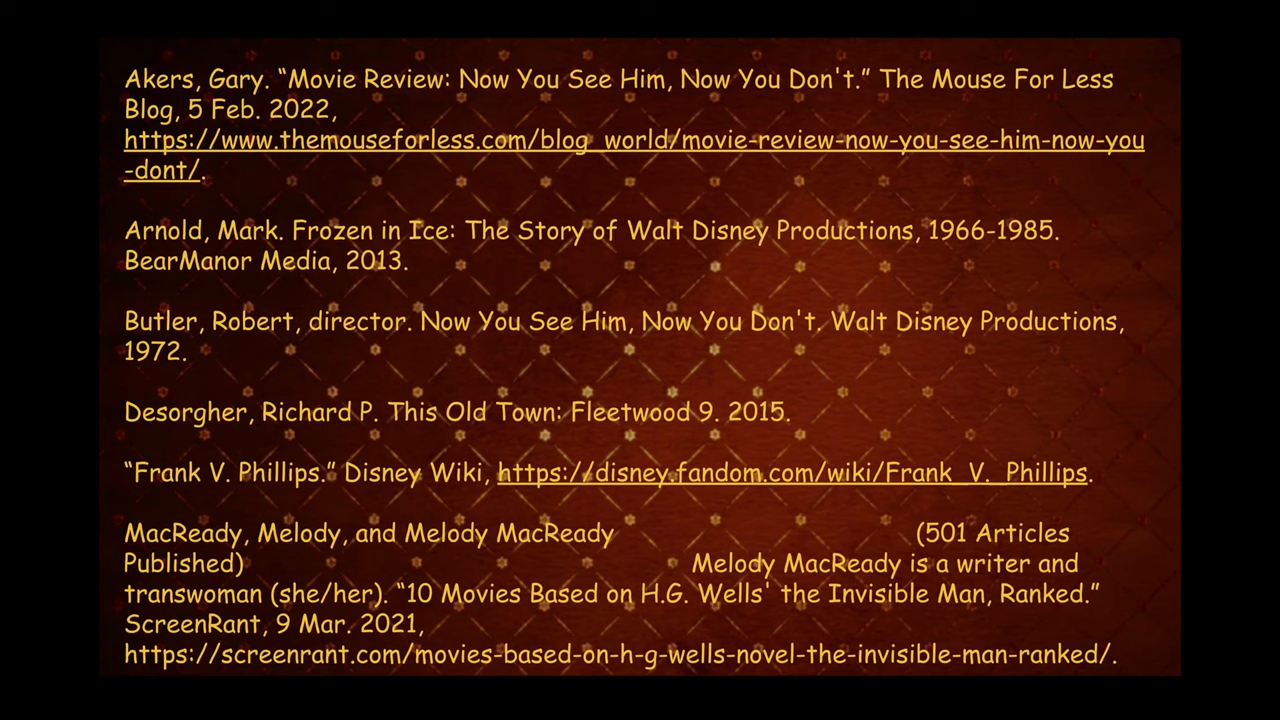 Akers, Gary. “Movie Review: Now You See Him, Now You Don't.” The Mouse For Less
Blog, 5 Feb. 2022,
https://www.themouseforless.com/blog_world/movie-review-now-you-see-him-now-you
-dont/.
Arnold, Mark. Frozen in Ice: The Story of Walt Disney Productions, 1966-1985.
BearManor Media, 2013.
Butler, Robert, director. Now You See Him, Now You Don't. Walt Disney Productions,
1972.
Desorgher, Richard P. This Old Town: Fleetwood 9. 2015.
“Frank V. Phillips.” Disney Wiki, https://disney.fandom.com/wiki/Frank_V._Phillips.
MacReady, Melody, and Melody MacReady (501 Articles
Published) Melody MacReady is a writer and
transwoman (she/her). “10 Movies Based on H.G. Wells' the Invisible Man, Ranked.”
ScreenRant, 9 Mar. 2021,
https://screenrant.com/movies-based-on-h-g-wells-novel-the-invisible-man-ranked/.